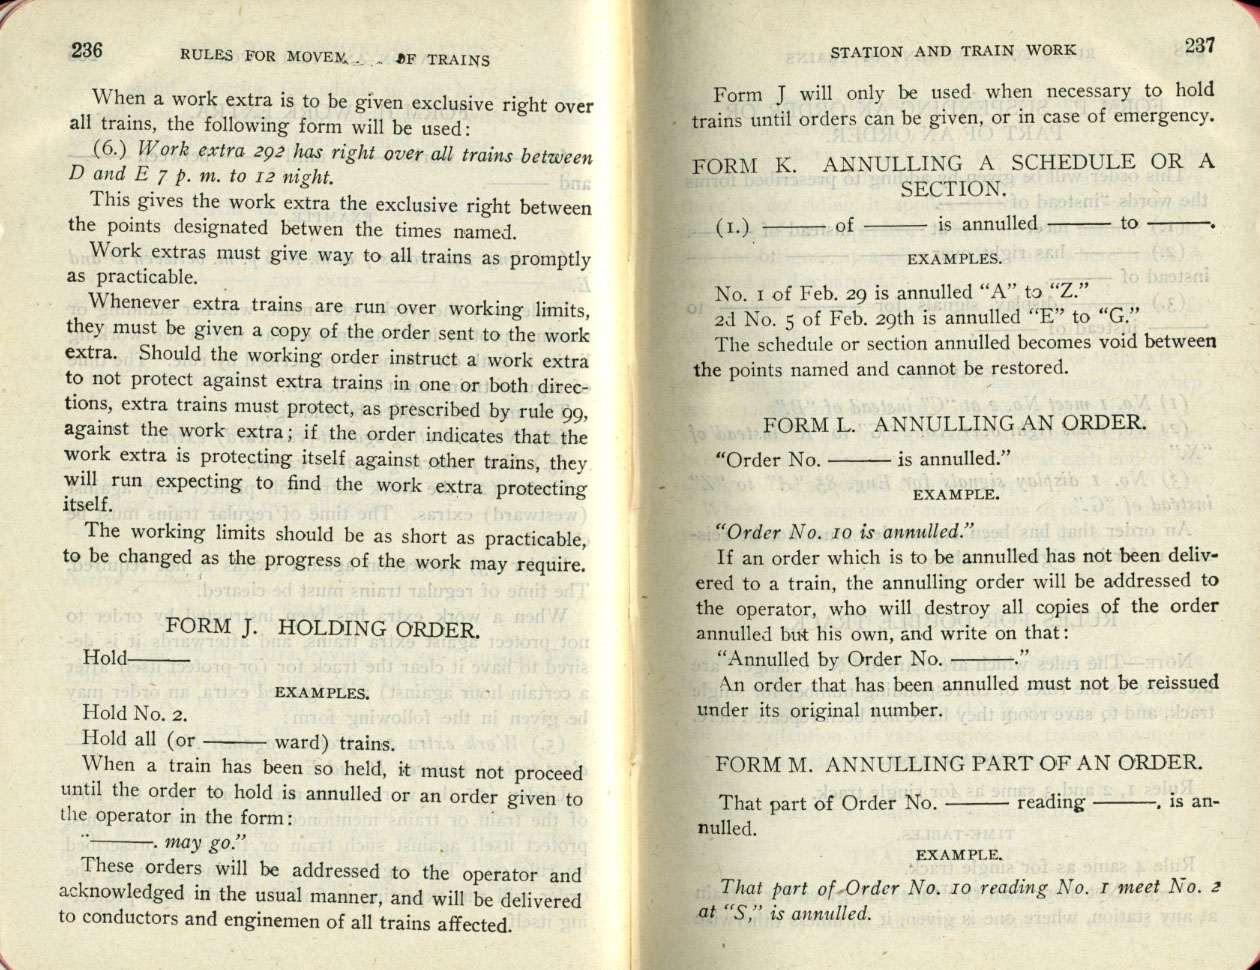 236
RULES FOR MOVEM OF TRAINS
When a work extra is to be given exclusive right over
all trains, the following form will be used:
(6.) Work extra 292 has right over all trains between
D and E 7 p. m. to 12 night.
This gives the work extra the exclusive right between
the points designated betwen the times named.
Work extras must give way to all trains as promptly
as practicable.
Whenever extra trains are run over working limits,
they must be given a copy of the order sent to the work
extra. Should the working order instruct a work extra
to not protect against extra trains in one or both direc-
tions, extra trains must protect, as prescribed by rule 99,
against the work extra; if the order indicates that the
work extra is protecting itself against other trains, they
will run expecting to find the work extra protecting
itself.
The working limits should be as short as practicable,
to be changed as the progress of the work may require.
FORM J. HOLDING ORDER.
Hold———
EXAMPLES.
Hold No. 2.
Hold all (or ——— ward) trains.
When a train has been so held, it must not proceed
until the order to hold is annulled or an order given to
the operator in the form:
"———. may go."
These orders will be addressed to the operator and
acknowledged in the usual manner, and will be delivered
to conductors and enginemen of all trains affected.
STATION AND TRAIN WORK
237
Form J will only be used when necessary to hold
trains until orders can be given, or in case of emergency.
FORM K. ANNULLING A SCHEDULE OR A
SECTION.
(1.) ——— of ——— is annulled ——— to ———.
EXAMPLES.
No. 1 of Feb. 29 is annulled "A" to "Z."
2d No. 5 of Feb. 29th is annulled "E" to "G."
The schedule or section annulled becomes void between
the points named and cannot be restored.
FORM L. ANNULLING AN ORDER.
"Order No. ——— is annulled."
EXAMPLE.
"Order No. 10 is annulled."
If an order which is to be annulled has not been deliv-
ered to a train, the annulling order will be addressed to
the operator, who will destroy all copies of the order
annulled but his own, and write on that:
"Annulled by Order No. ———."
An order that has been annulled must not be reissued
under its original number.
FORM M. ANNULLING PART OF AN ORDER.
That part of Order No. ——— reading ———, is an-
nulled.
EXAMPLE.
That part of Order No. 10 reading No. 1 meet No. 2
at "S," is annulled.